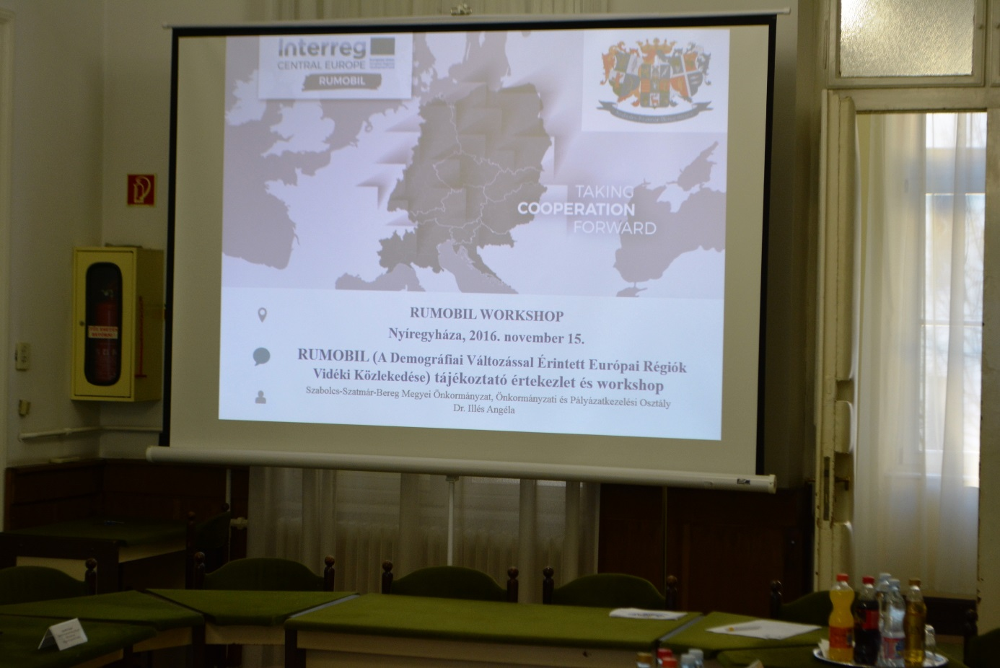 Interreg
CENTRAL EUROPE
RUMOBIL
TAKING
COOPERATION
FORWARD
RUMOBIL WORKSHOP
Nyíregyháza, 2016. november 15.
RUMOBIL (A Demográfiai Változással Érintett Európai Régiók
Vidéki Közlekedése) tájékoztató értekezlet és workshop
Szabolcs-Szatmár-Bereg Megyei Önkormányzat, Önkormányzati és Pályázatkezelési Osztály
Dr. Illés Angéla